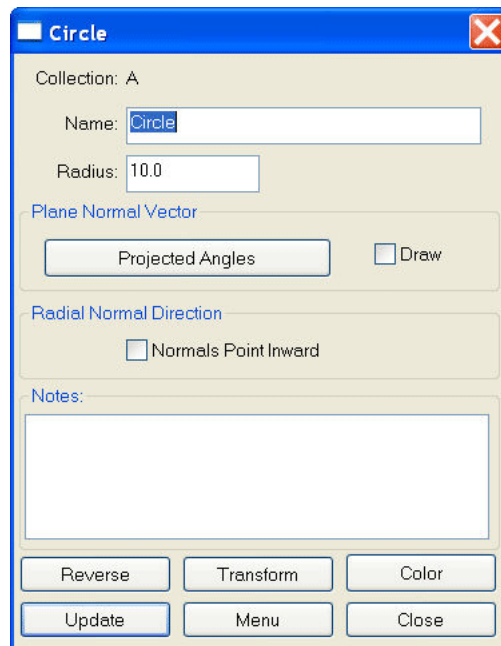 Circle
Collection: A
Name: Circle
Radius: 10.0
Plane Normal Vector
Projected Angles Draw
Radial Normal Direction
Normals Point Inward
Notes:
Reverse Transform Color
Update Menu Close